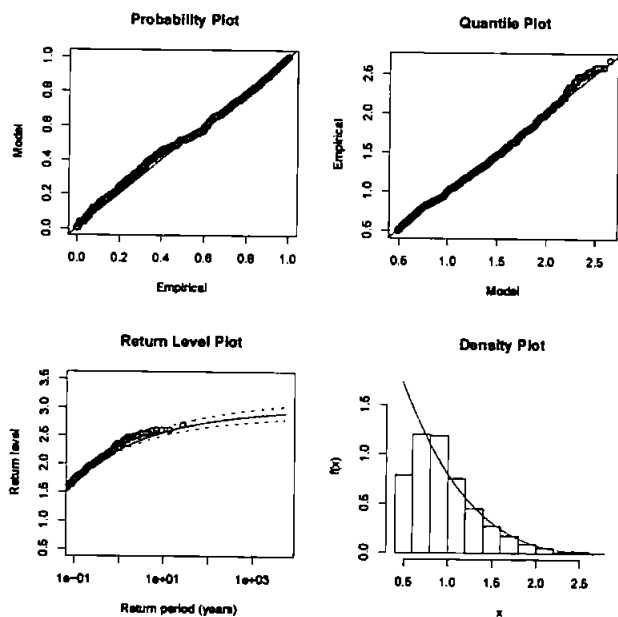 Probability Plot
Model
0.0 0.2 0.4 0.6 0.8 1.0
0.0 0.2 0.4 0.6 0.8 1.0
Empirical
Quantile Plot
Empirical
0.5 1.0 1.5 2.0 2.5
0.5 1.0 1.5 2.0 2.5
Model
Return Level Plot
Return level
0.5 1.0 1.5 2.0 2.5 3.0 3.5
1e-01 1e+01 1e+03
Return period (years)
Density Plot
f(x)
0.0 0.5 1.0 1.5
0.5 1.0 1.5 2.0 2.5
x